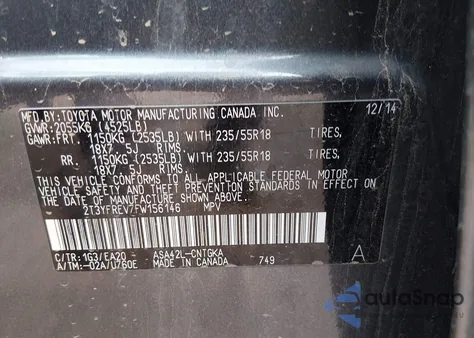 MFD.BY:TOYOTA MOTOR MANUFACTURING CANADA INC. 12/14
GVWR:2055KG (4525LB)
GAWR:FRT 1150KG (2535LB) WITH 235/55R18 TIRES,
18X7.5J RIMS
RR. 1150KG (2535LB) WITH 235/55R18 TIRES,
18X7.5J RIMS
THIS VEHICLE CONFORMS TO ALL APPLICABLE FEDERAL MOTOR
VEHICLE SAFETY AND THEFT PREVENTION STANDARDS IN
EFFECT ON THE DATE OF MANUFACTURE SHOWN ABOVE.
2T3YFREV7FW156146 MPV
C/TR:1G3/EA20 ASA42L-CNTGKA A
A/TM:-02A/U760E MADE IN CANADA 749
autoSnap